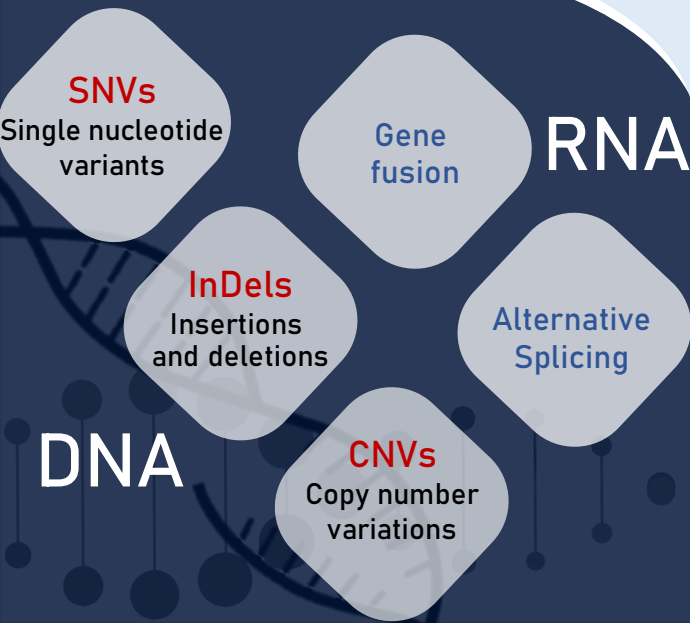 SNVs
Single nucleotide
variants
Gene
fusion
RNA
InDels
Insertions
and deletions
Alternative
Splicing
DNA
CNVs
Copy number
variations